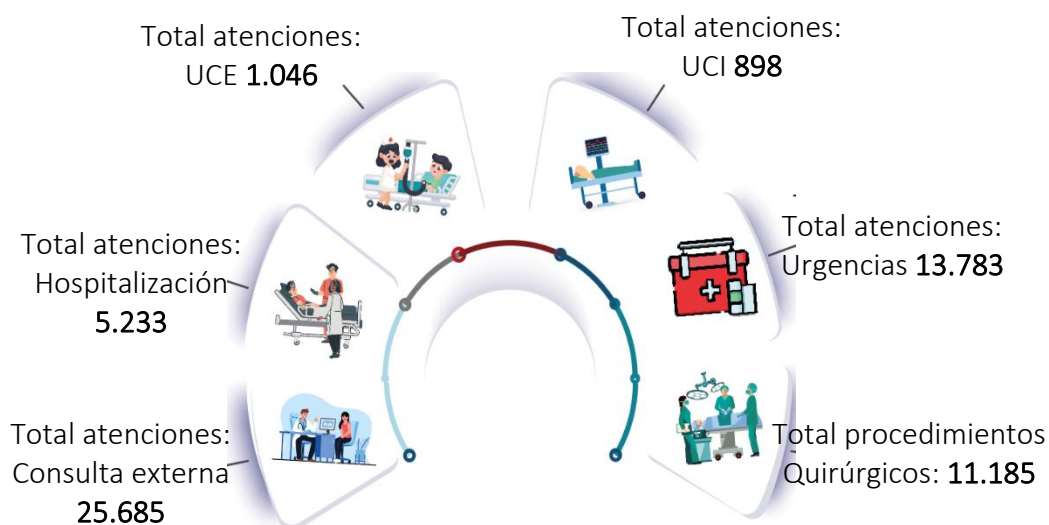 Total atenciones:
UCE 1.046
Total atenciones:
UCI 898
Total atenciones:
Hospitalización
5.233
Total atenciones:
Urgencias 13.783
Total atenciones:
Consulta externa
25.685
Total procedimientos
Quirúrgicos: 11.185